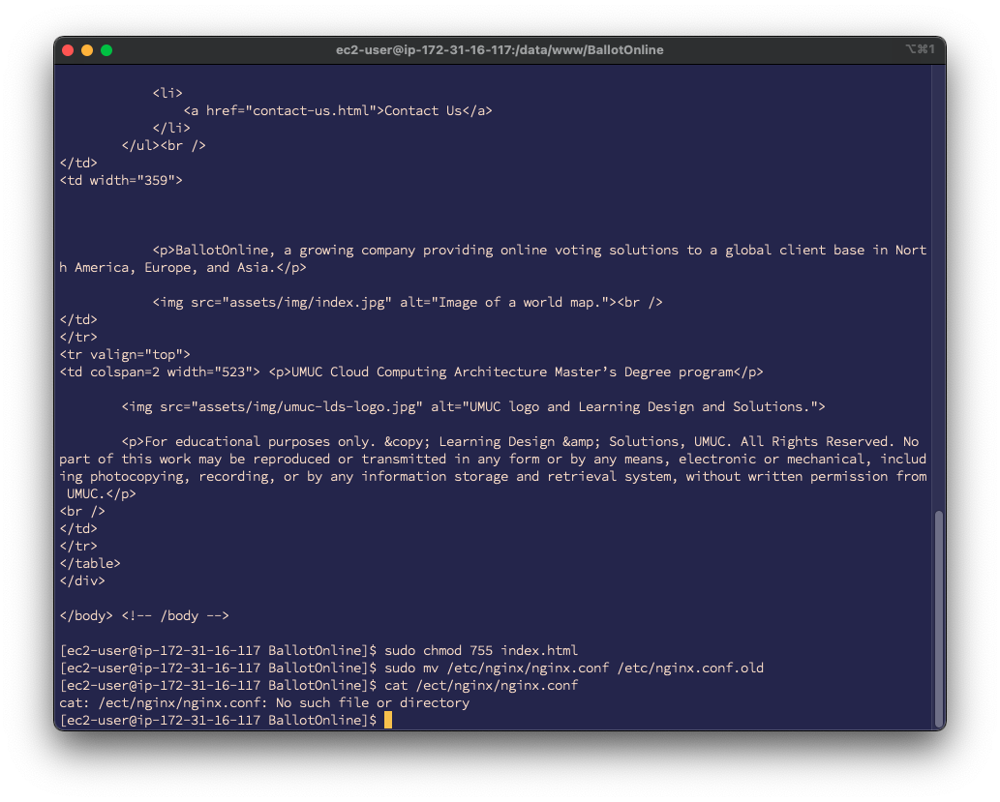 ec2-user@ip-172-31-16-117:/data/www/BallotOnline
⌥⌘1
<li>
<a href="contact-us.html">Contact Us</a>
</li>
</ul><br />
</td>
<td width="359">
<p>BallotOnline, a growing company providing online voting solutions to a global client base in Nort
h America, Europe, and Asia.</p>
<img src="assets/img/index.jpg" alt="Image of a world map."><br />
</td>
</tr>
<tr valign="top">
<td colspan=2 width="523"> <p>UMUC Cloud Computing Architecture Master’s Degree program</p>
<img src="assets/img/umuc-lds-logo.jpg" alt="UMUC logo and Learning Design and Solutions.">
<p>For educational purposes only. &copy; Learning Design &amp; Solutions, UMUC. All Rights Reserved. No
part of this work may be reproduced or transmitted in any form or by any means, electronic or mechanical, includ
ing photocopying, recording, or by any information storage and retrieval system, without written permission from
UMUC.</p>
<br />
</td>
</tr>
</table>
</div>
</body> <!-- /body -->
[ec2-user@ip-172-31-16-117 BallotOnline]$ sudo chmod 755 index.html
[ec2-user@ip-172-31-16-117 BallotOnline]$ sudo mv /etc/nginx/nginx.conf /etc/nginx.conf.old
[ec2-user@ip-172-31-16-117 BallotOnline]$ cat /ect/nginx/nginx.conf
cat: /ect/nginx/nginx.conf: No such file or directory
[ec2-user@ip-172-31-16-117 BallotOnline]$